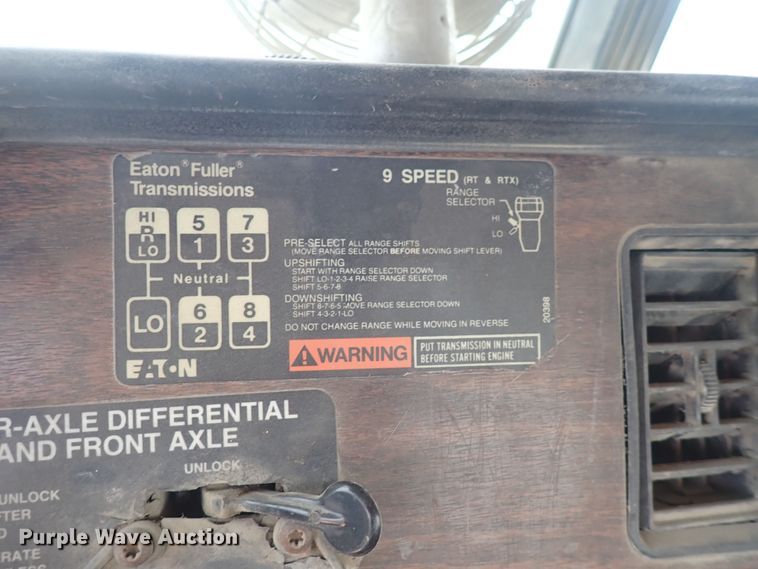 Eaton® Fuller®
Transmissions
9 SPEED (RT & RTX)
RANGE
SELECTOR
HI
LO
HI
R
LO
5
1
7
3
Neutral
LO
6
2
8
4
PRE-SELECT ALL RANGE SHIFTS
(MOVE RANGE SELECTOR BEFORE MOVING SHIFT LEVER)
UPSHIFTING
START WITH RANGE SELECTOR DOWN
SHIFT LO-1-2-3-4 RAISE RANGE SELECTOR
SHIFT 5-6-7-8
DOWNSHIFTING
SHIFT 8-7-6-5 MOVE RANGE SELECTOR DOWN
SHIFT 4-3-2-1-LO
DO NOT CHANGE RANGE WHILE MOVING IN REVERSE
20398
EATON
WARNING
PUT TRANSMISSION IN NEUTRAL
BEFORE STARTING ENGINE
R-AXLE DIFFERENTIAL
AND FRONT AXLE
UNLOCK
UNLOCK
FTER
D
ERATE
LESS
Purple Wave Auction